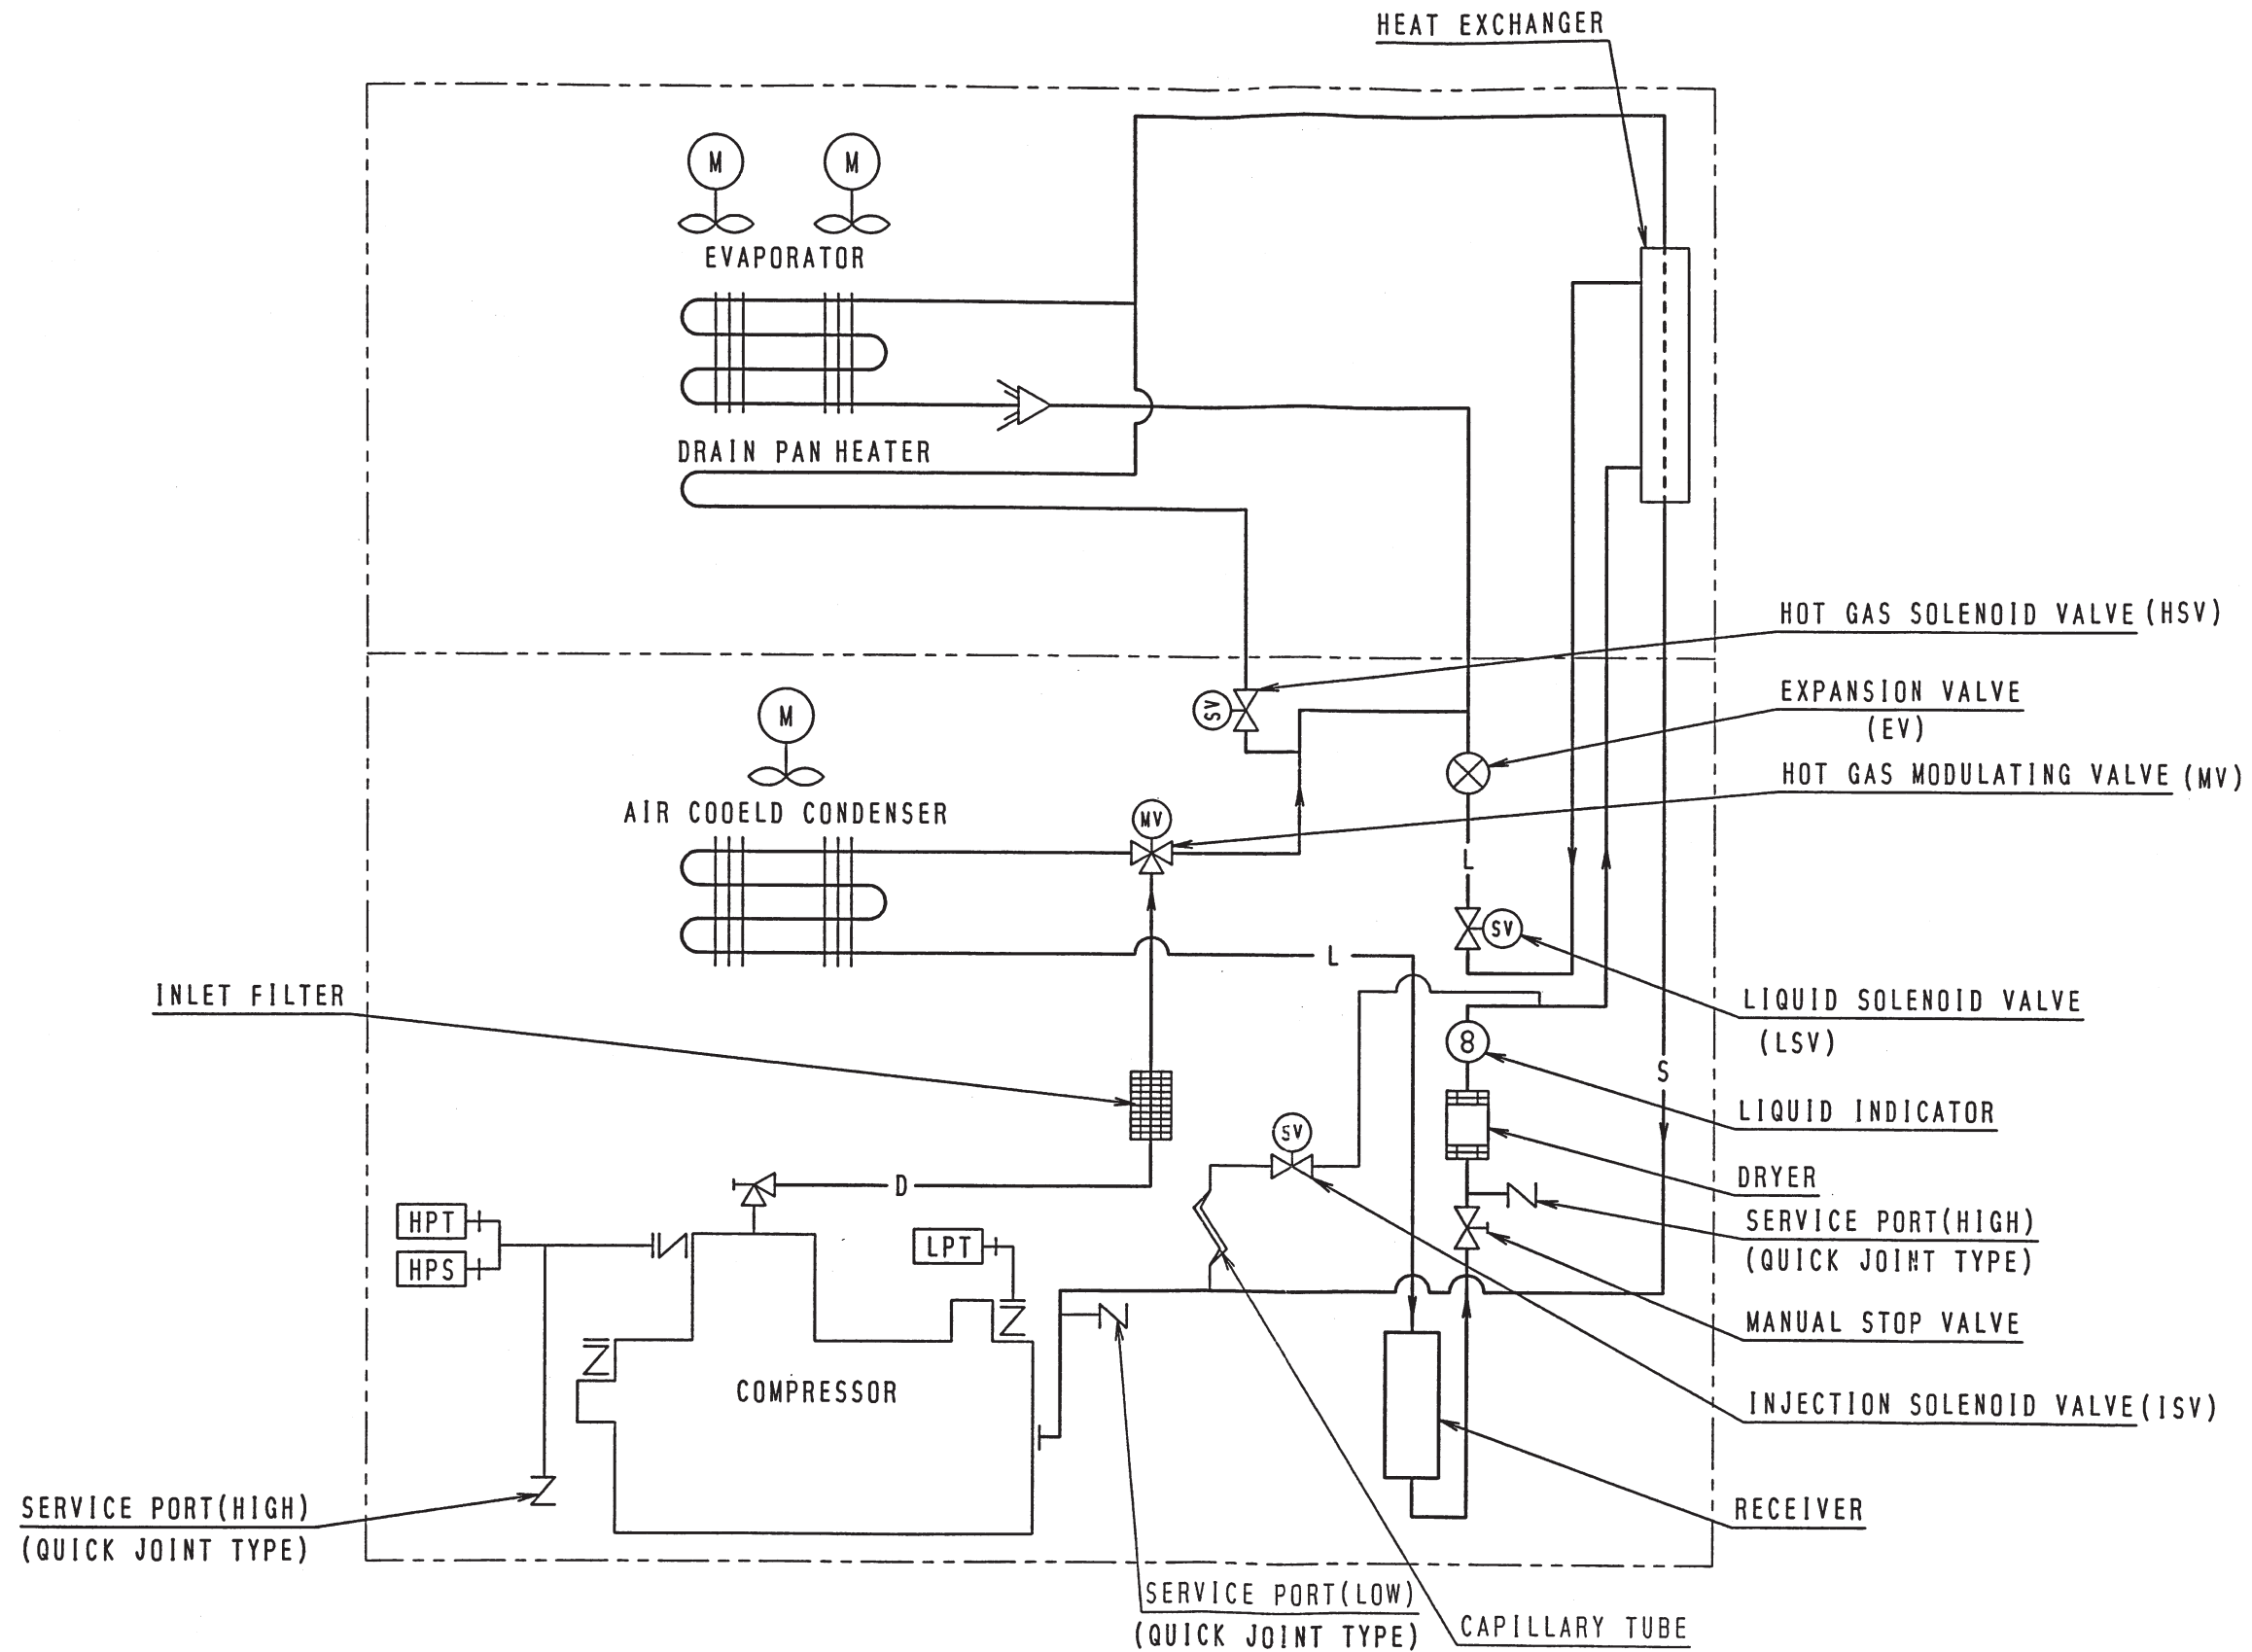 HEAT EXCHANGER
M
M
EVAPORATOR
DRAIN PAN HEATER
HOT GAS SOLENOID VALVE(HSV)
SV
EXPANSION VALVE
(EV)
M
HOT GAS MODULATING VALVE(MV)
AIR COOELD CONDENSER
MV
L
SV
L
INLET FILTER
LIQUID SOLENOID VALVE
(LSV)
8
S
LIQUID INDICATOR
SV
DRYER
D
HPT
SERVICE PORT(HIGH)
(QUICK JOINT TYPE)
LPT
HPS
MANUAL STOP VALVE
COMPRESSOR
INJECTION SOLENOID VALVE(ISV)
SERVICE PORT(HIGH)
(QUICK JOINT TYPE)
RECEIVER
SERVICE PORT(LOW)
(QUICK JOINT TYPE)
CAPILLARY TUBE